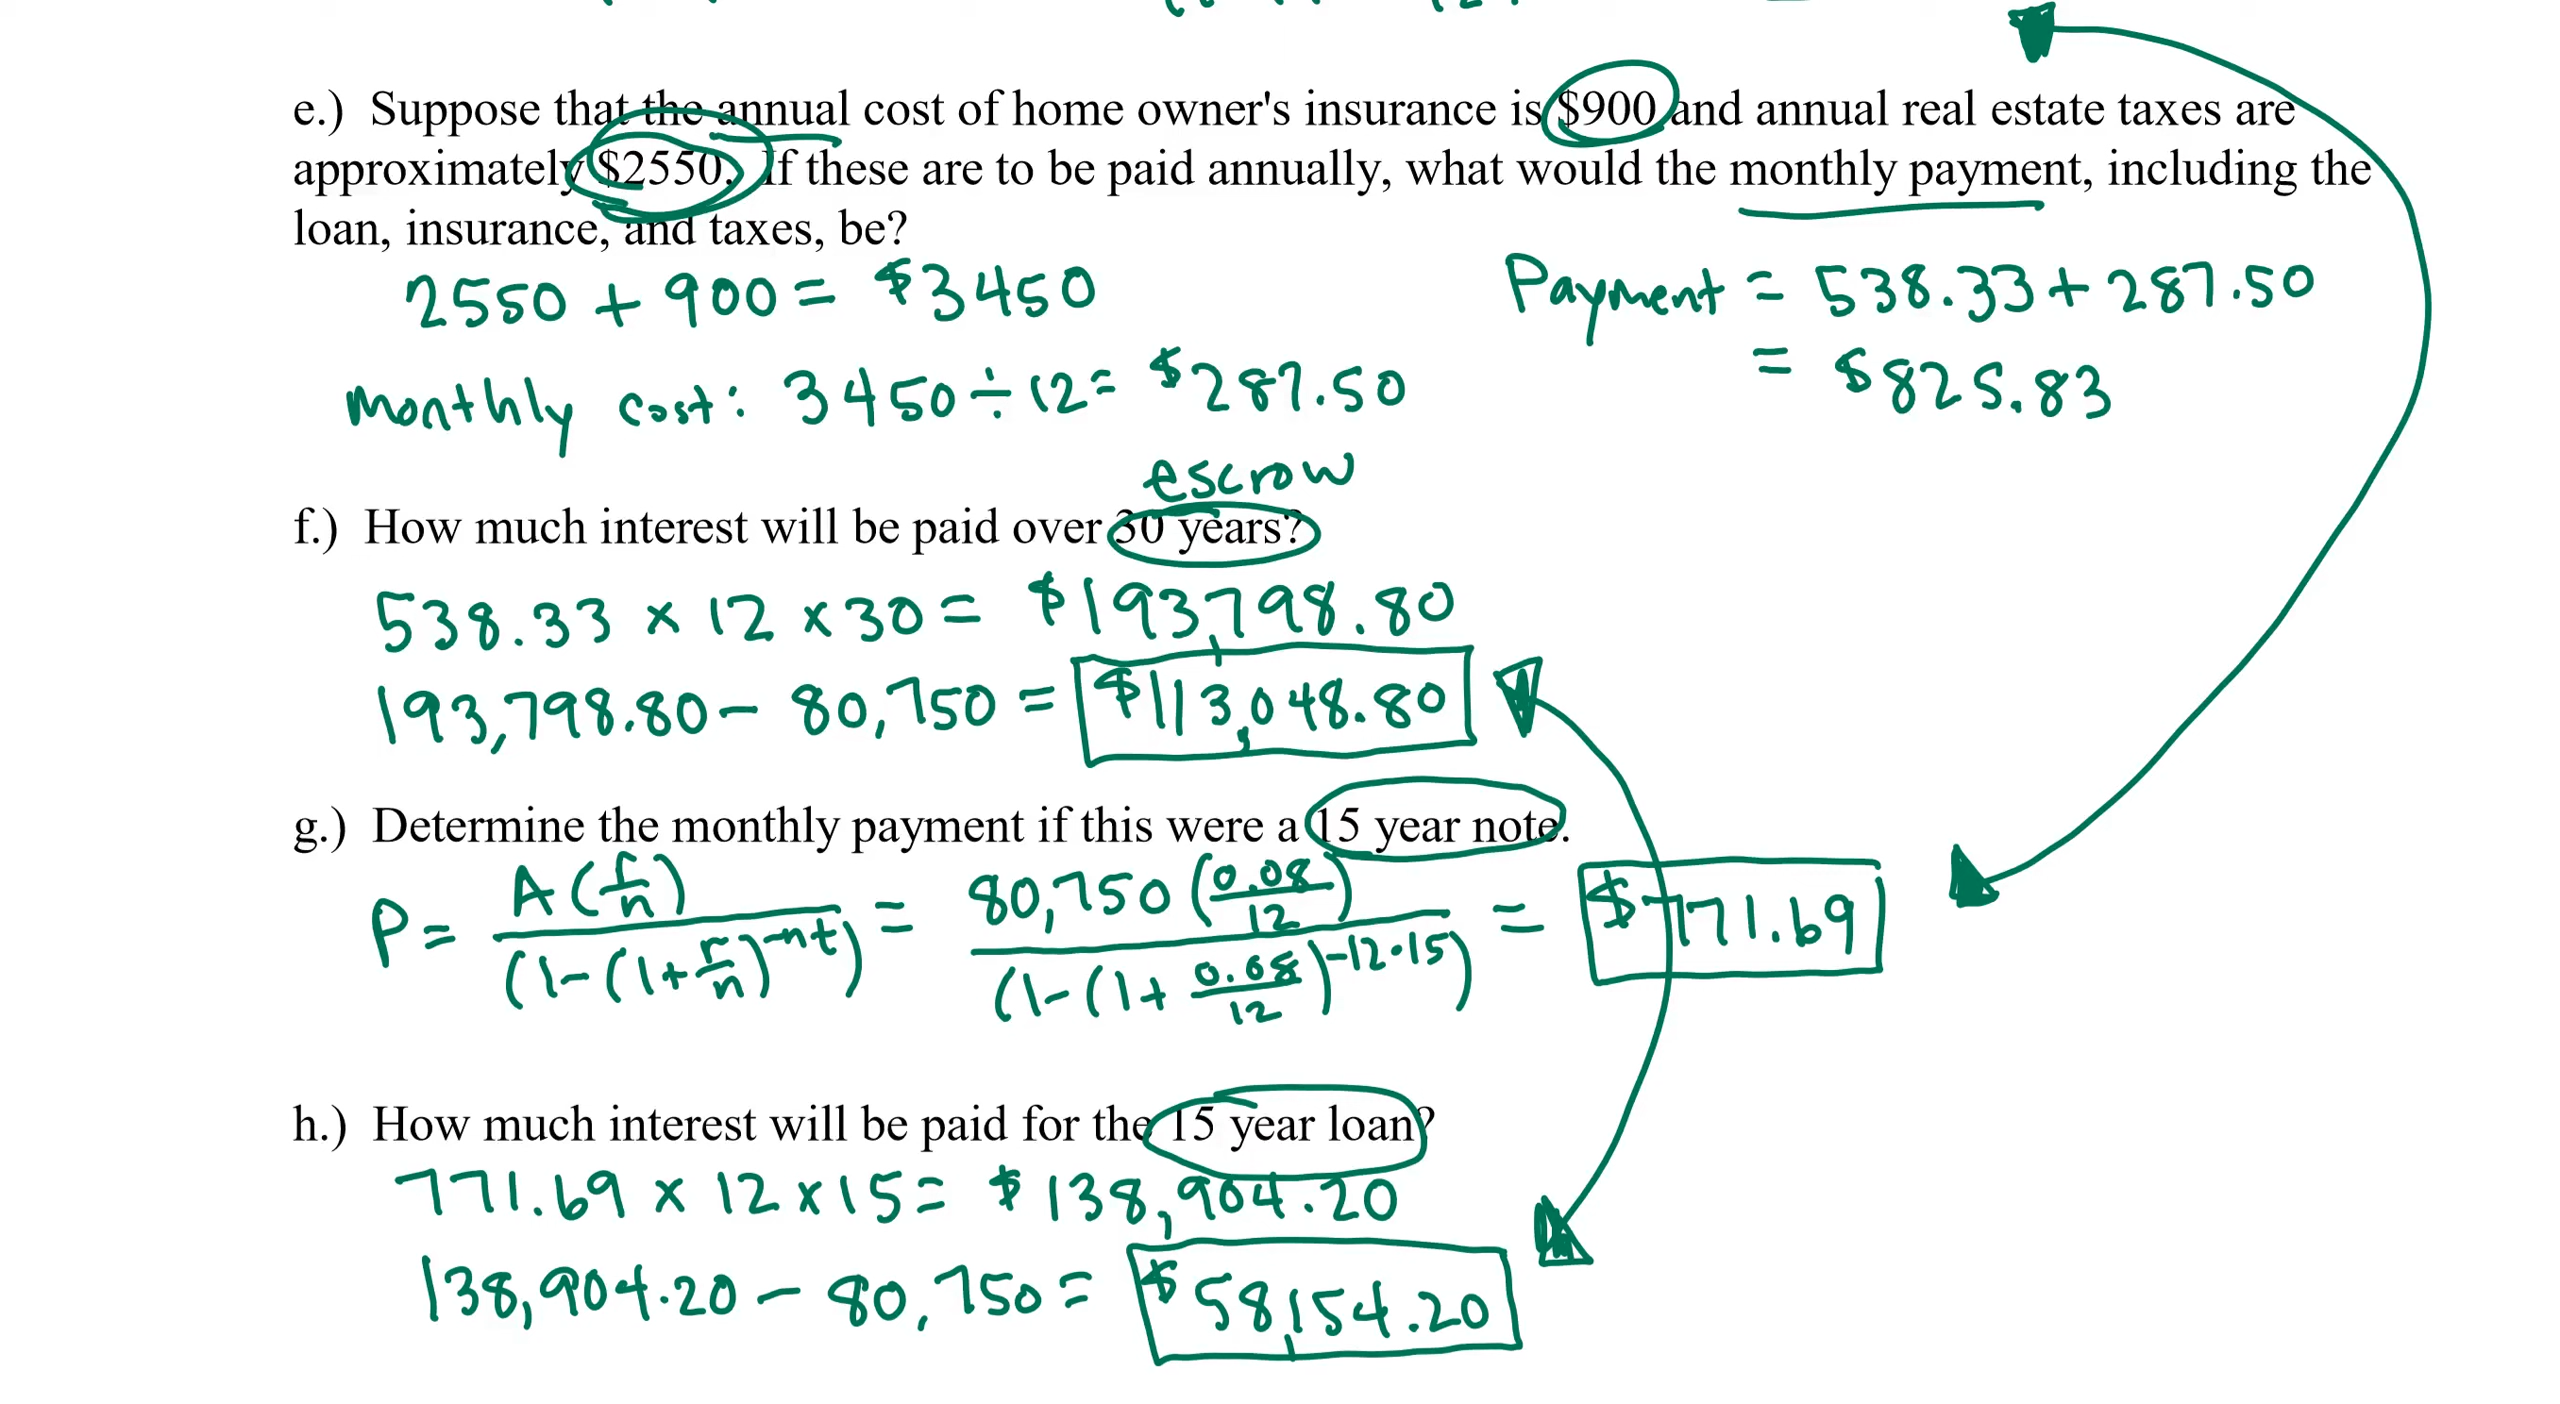 e.) Suppose that the annual cost of home owner's insurance is $900 and annual real estate taxes are
approximately $2550. If these are to be paid annually, what would the monthly payment, including the
loan, insurance, and taxes, be?
2550 + 900 = $3450
Payment = 538.33 + 287.50
= $825.83
monthly cost: 3450 ÷ 12 = $287.50
escrow
f.) How much interest will be paid over 30 years?
538.33 x 12 x 30 = $193,798.80
193,798.80 - 80,750 = $113,048.80
g.) Determine the monthly payment if this were a 15 year note.
P = A(r/n) / (1-(1+r/n)^-nt) = 80,750(0.08/12) / (1-(1+0.08/12)^-12·15) = $771.69
h.) How much interest will be paid for the 15 year loan?
771.69 x 12 x 15 = $138,904.20
138,904.20 - 80,750 = $58,154.20